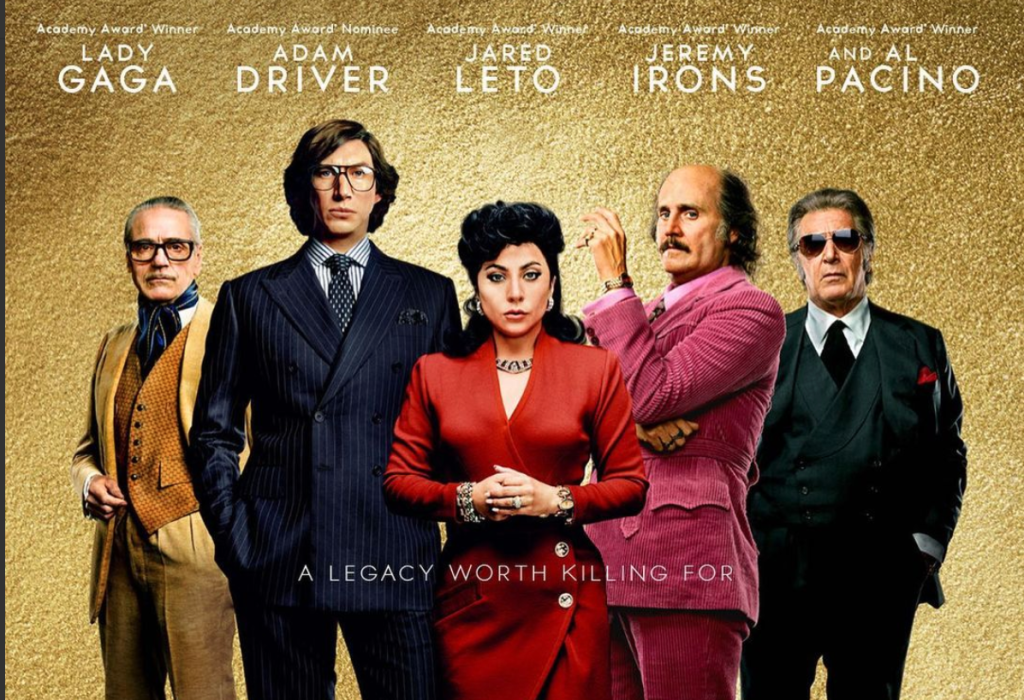 Academy Award® Winner
LADY
GAGA
Academy Award® Nominee
ADAM
DRIVER
Academy Award® Winner
JARED
LETO
Academy Award® Winner
JEREMY
IRONS
Academy Award® Winner
AND AL
PACINO
A LEGACY WORTH KILLING FOR